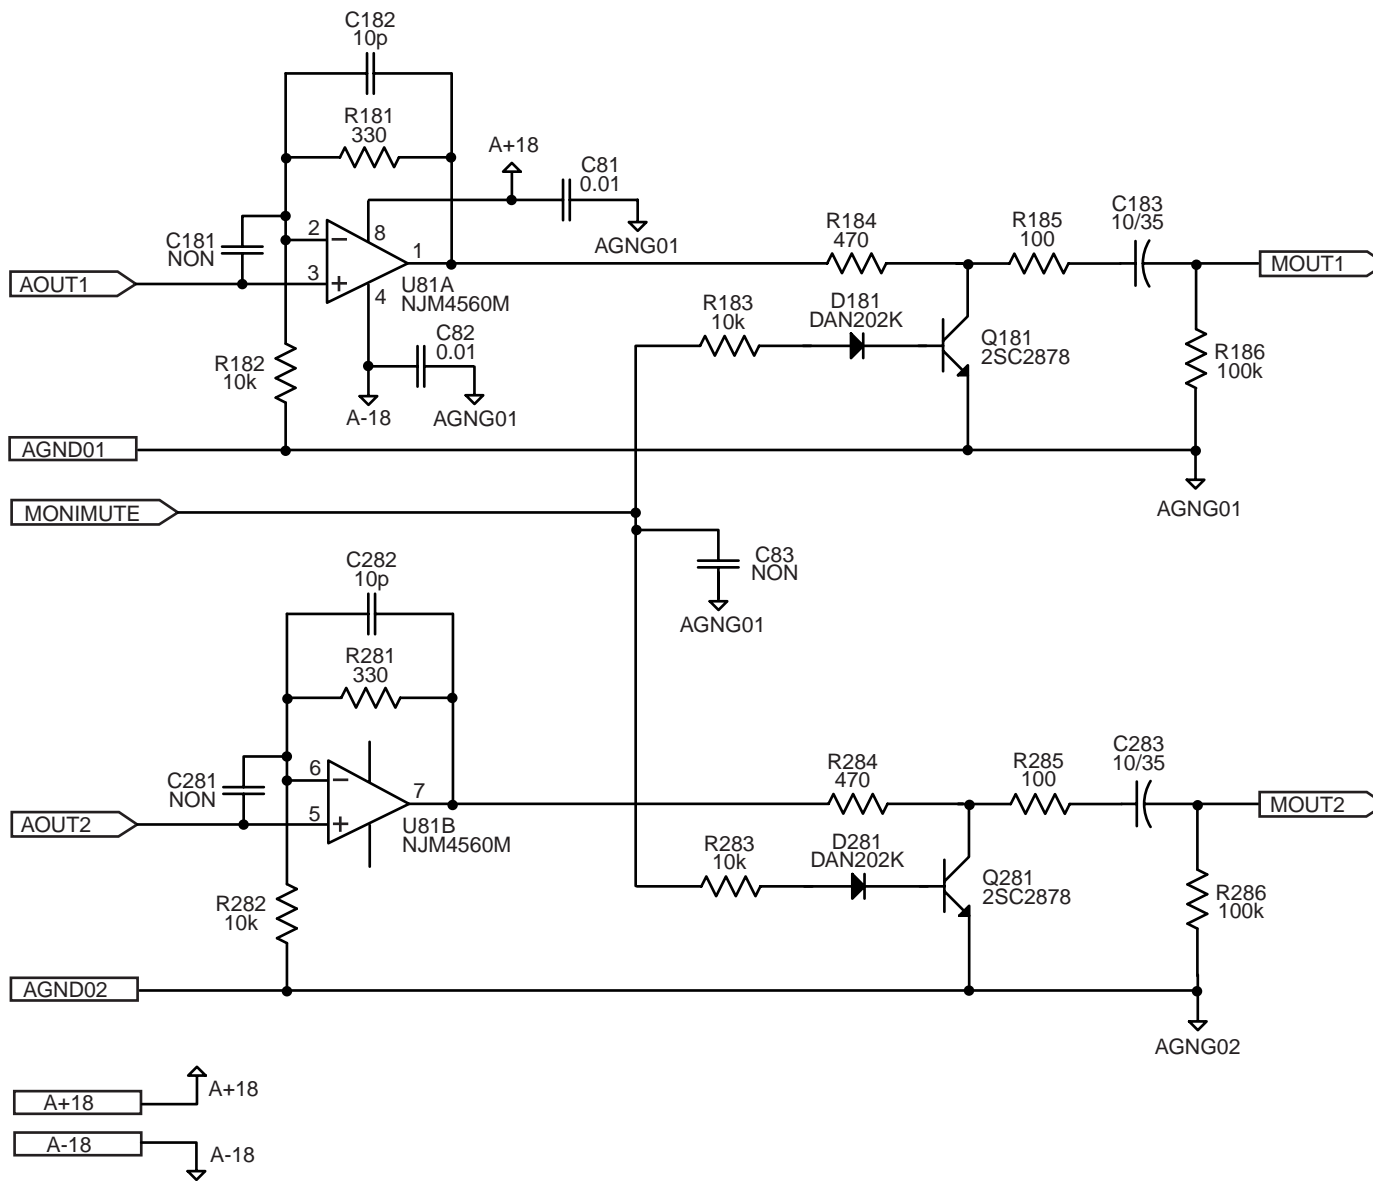 C182
10p
R181
330
A+18
C81
0.01
AGNG01
C181
NON
2
3
8
1
4
U81A
NJM4560M
AOUT1
R184
470
R185
100
C183
10/35
MOUT1
R183
10k
D181
DAN202K
Q181
2SC2878
R186
100k
R182
10k
C82
0.01
A-18
AGNG01
AGND01
AGNG01
MONIMUTE
C83
NON
AGNG01
C282
10p
R281
330
C281
NON
6
5
7
U81B
NJM4560M
AOUT2
R284
470
R285
100
C283
10/35
MOUT2
R283
10k
D281
DAN202K
Q281
2SC2878
R286
100k
R282
10k
AGND02
AGNG02
A+18
A+18
A-18
A-18